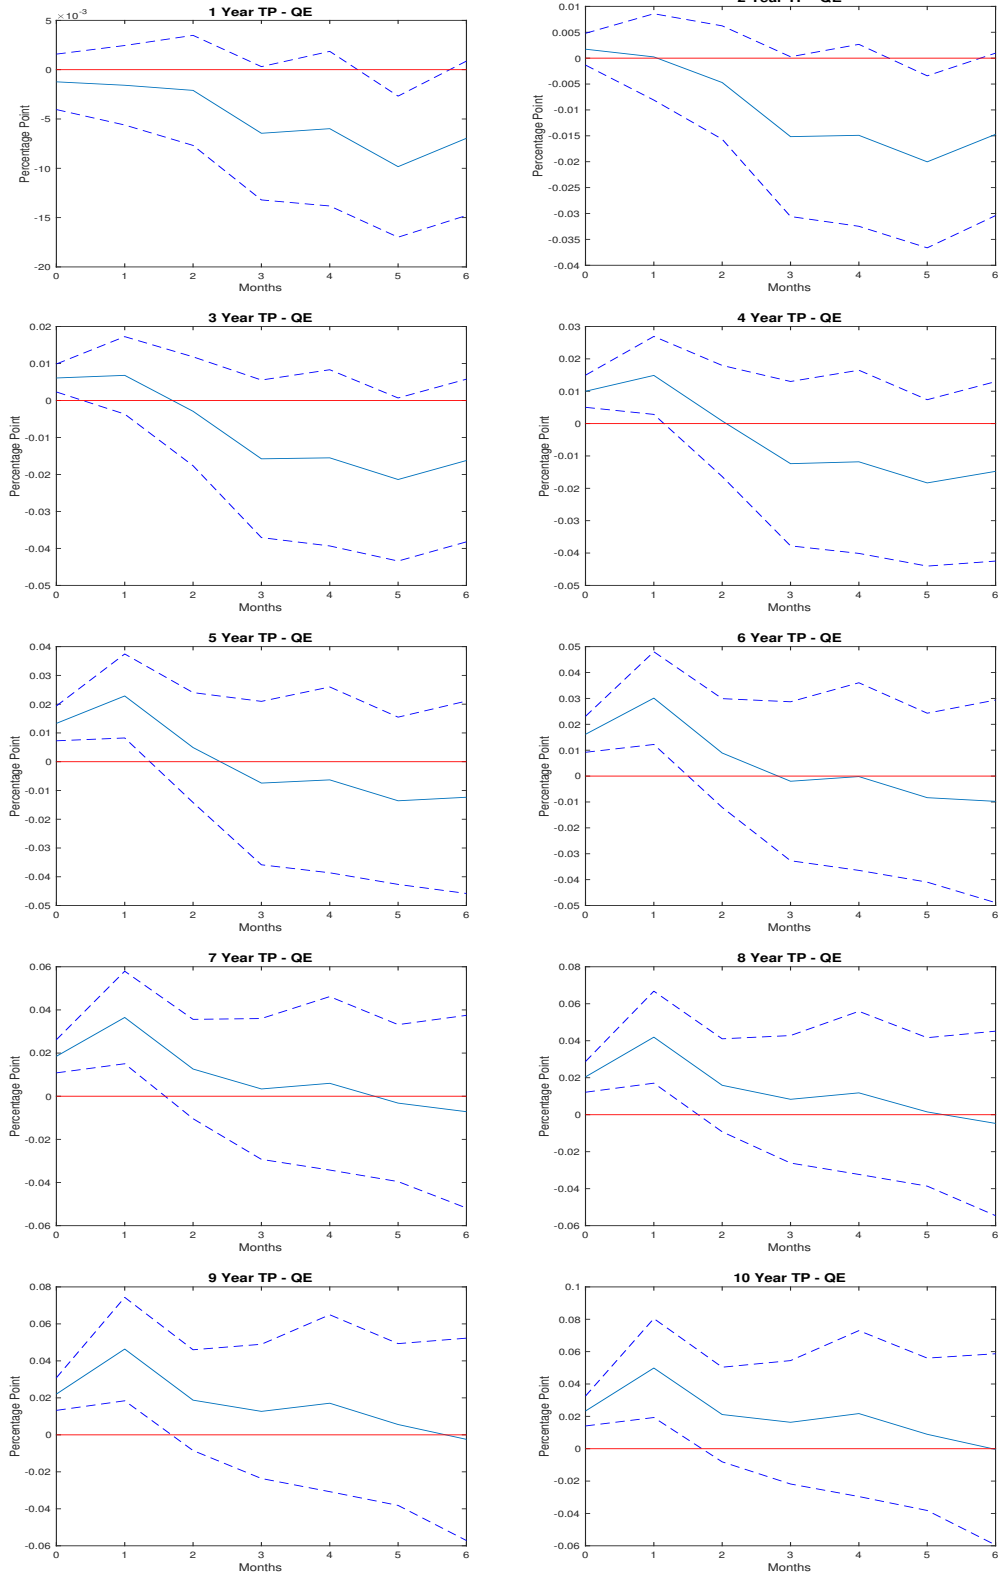 ×10⁻³
1 Year TP - QE
5
0
-5
-10
-15
-20
Percentage Point
0 1 2 3 4 5 6
Months
2 Year TP - QE
0.01
0.005
0
-0.005
-0.01
-0.015
-0.02
-0.025
-0.03
-0.035
-0.04
Percentage Point
0 1 2 3 4 5 6
Months
3 Year TP - QE
0.02
0.01
0
-0.01
-0.02
-0.03
-0.04
-0.05
Percentage Point
0 1 2 3 4 5 6
Months
4 Year TP - QE
0.03
0.02
0.01
0
-0.01
-0.02
-0.03
-0.04
-0.05
Percentage Point
0 1 2 3 4 5 6
Months
5 Year TP - QE
0.04
0.03
0.02
0.01
0
-0.01
-0.02
-0.03
-0.04
-0.05
Percentage Point
0 1 2 3 4 5 6
Months
6 Year TP - QE
0.05
0.04
0.03
0.02
0.01
0
-0.01
-0.02
-0.03
-0.04
-0.05
Percentage Point
0 1 2 3 4 5 6
Months
7 Year TP - QE
0.06
0.04
0.02
0
-0.02
-0.04
-0.06
Percentage Point
0 1 2 3 4 5 6
Months
8 Year TP - QE
0.08
0.06
0.04
0.02
0
-0.02
-0.04
-0.06
Percentage Point
0 1 2 3 4 5 6
Months
9 Year TP - QE
0.08
0.06
0.04
0.02
0
-0.02
-0.04
-0.06
Percentage Point
0 1 2 3 4 5 6
Months
10 Year TP - QE
0.1
0.08
0.06
0.04
0.02
0
-0.02
-0.04
-0.06
Percentage Point
0 1 2 3 4 5 6
Months